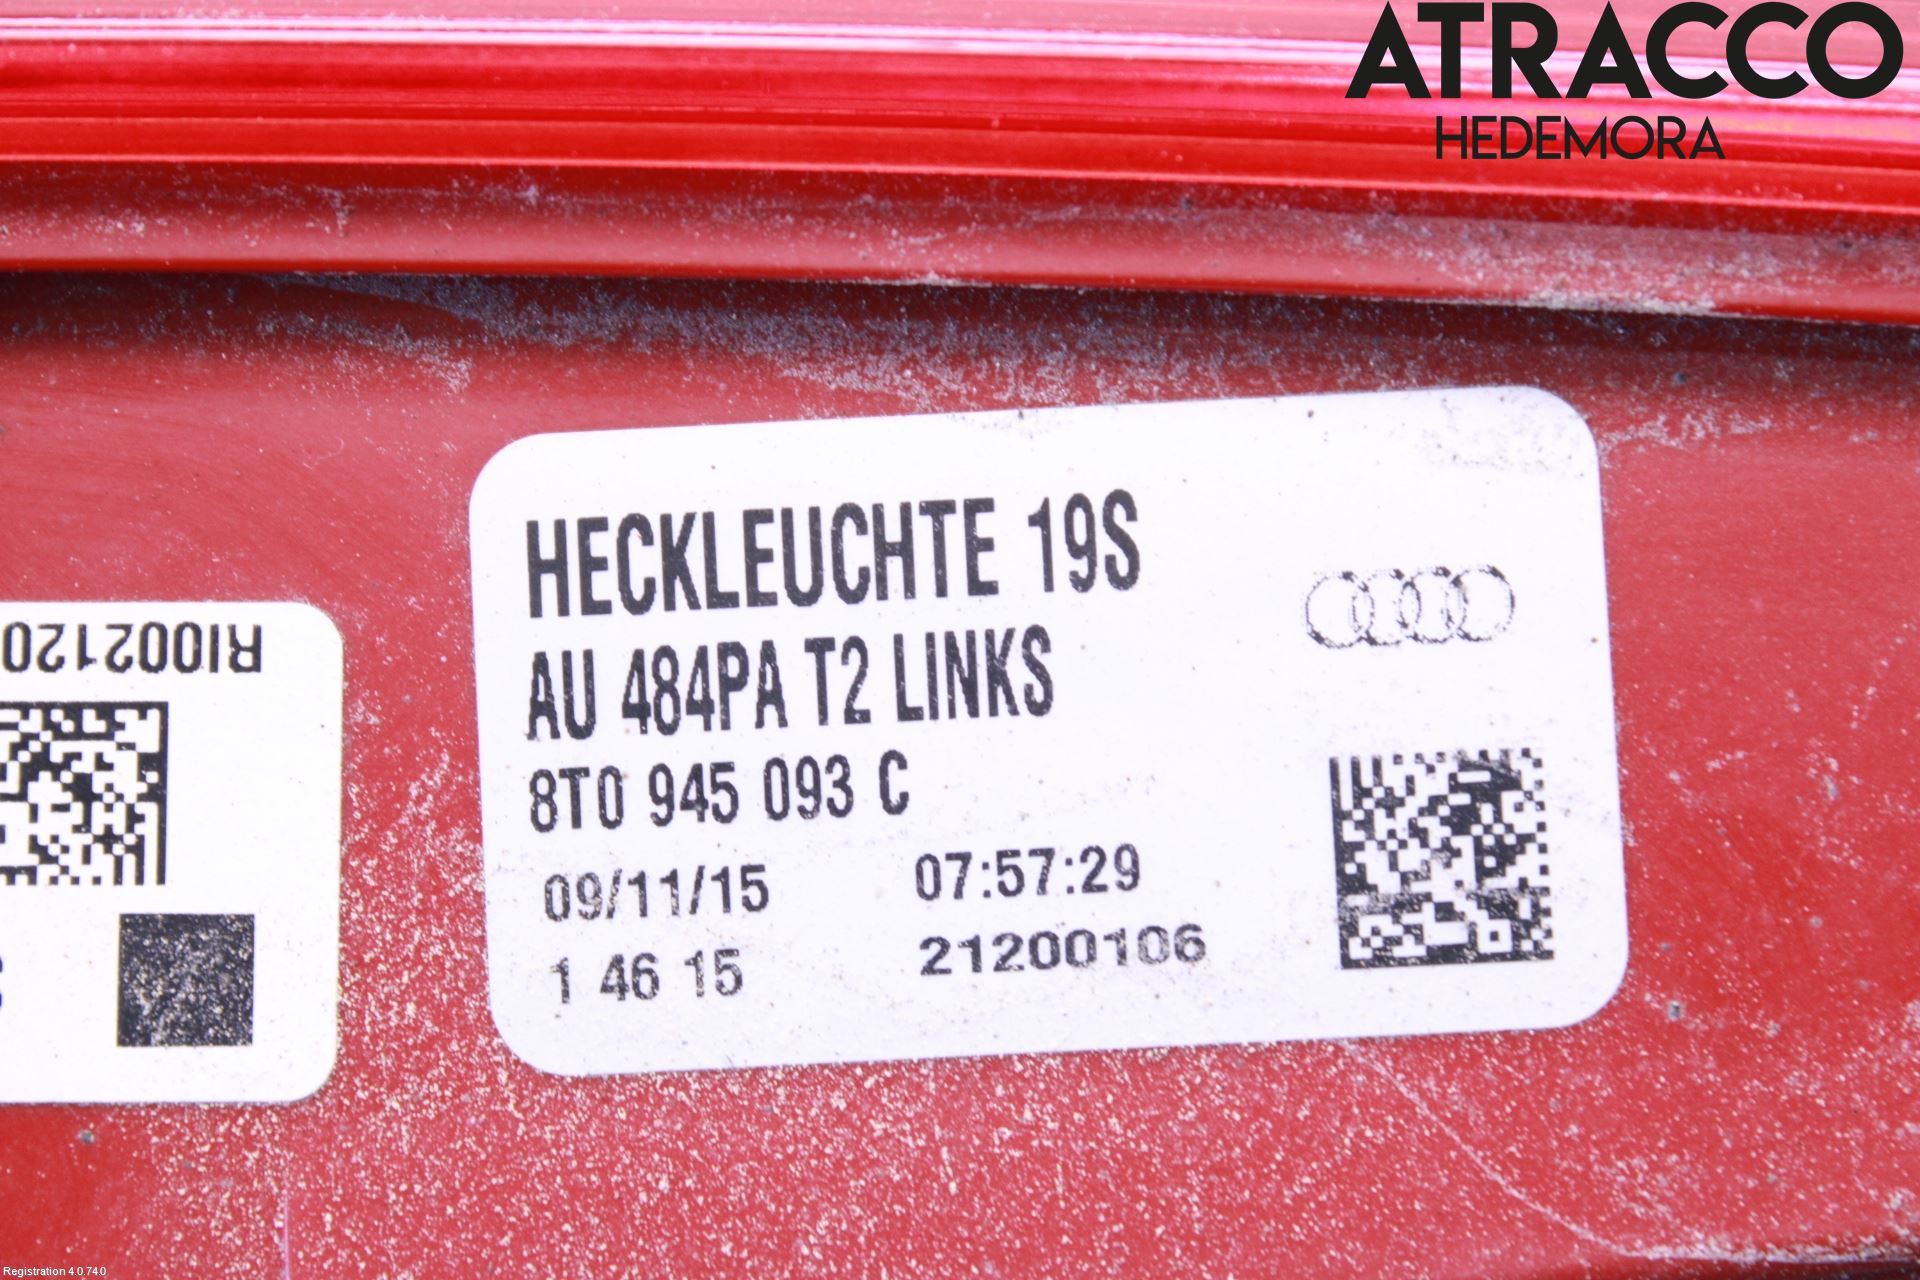 ATRACCO
HEDEMORA
HECKLEUCHTE 19S
AU 484PA T2 LINKS
8T0 945 093 C
09/11/15 07:57:29
1 46 15 21200106
RI002120
Registration 4.0.74.0